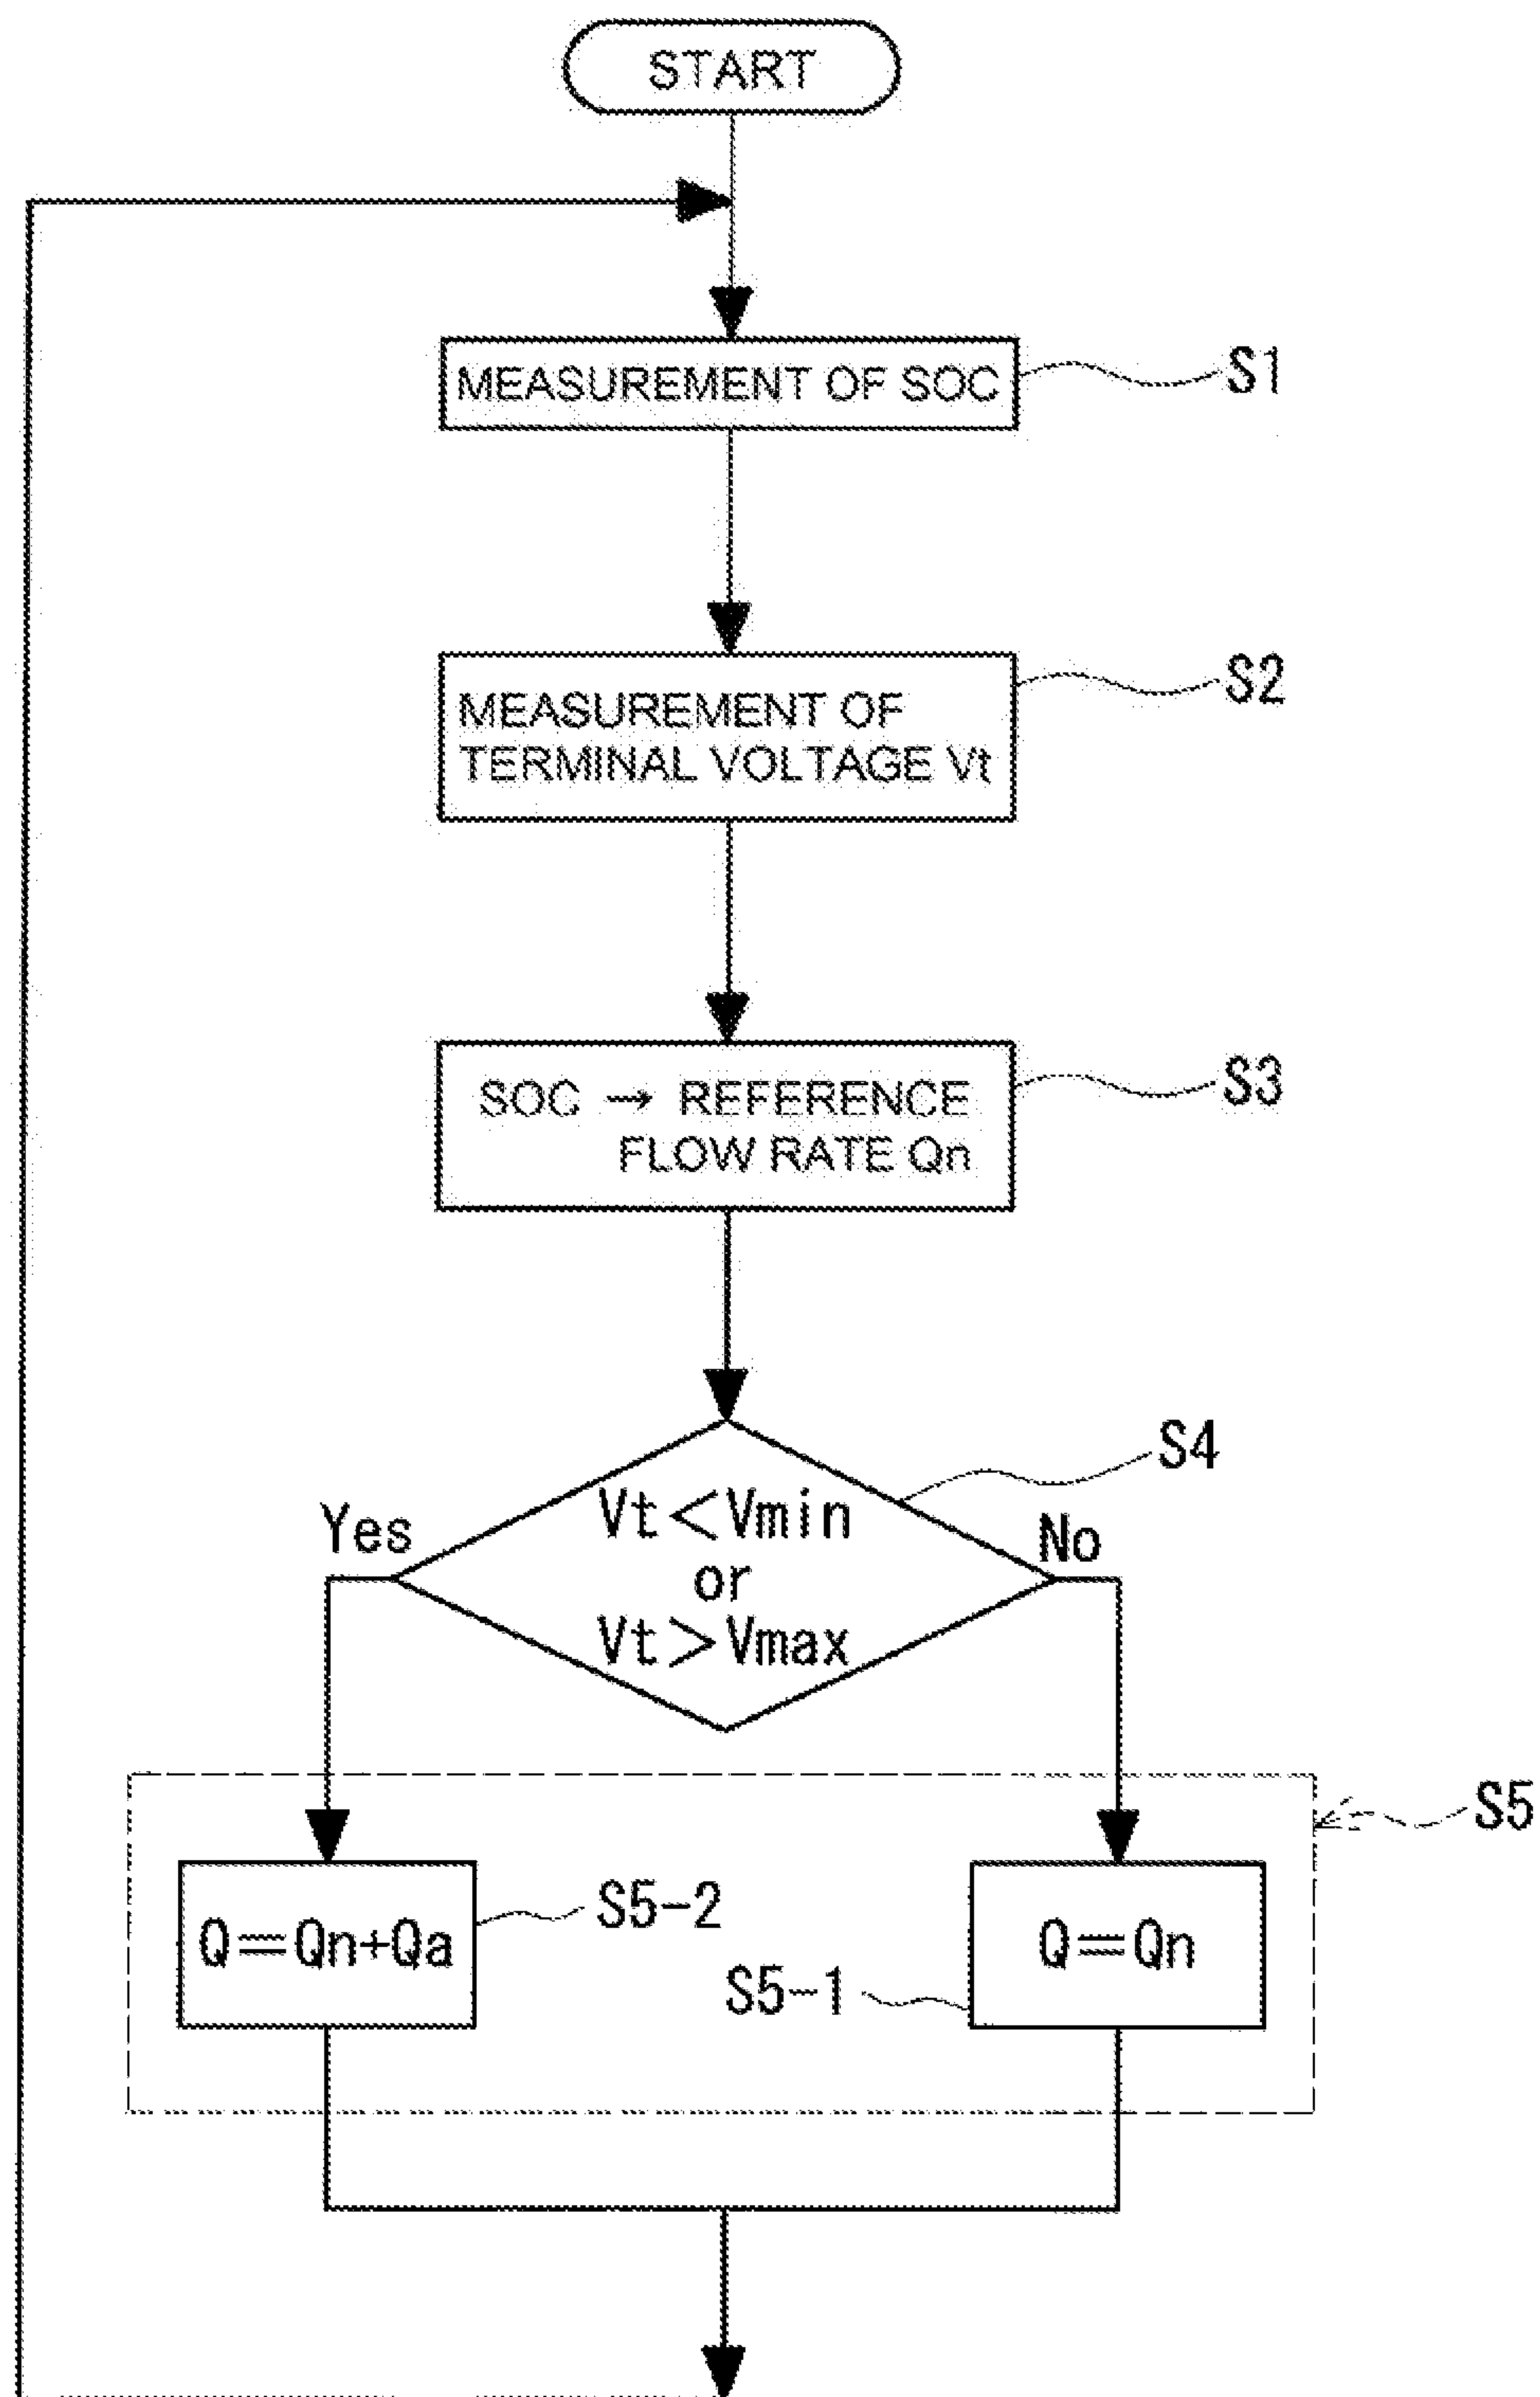 START
MEASUREMENT OF SOC
S1
MEASUREMENT OF
TERMINAL VOLTAGE Vt
S2
SOC → REFERENCE
FLOW RATE Qn
S3
S4
Yes
Vt<Vmin
or
Vt>Vmax
No
S5
Q=Qn+Qa
S5-2
S5-1
Q=Qn